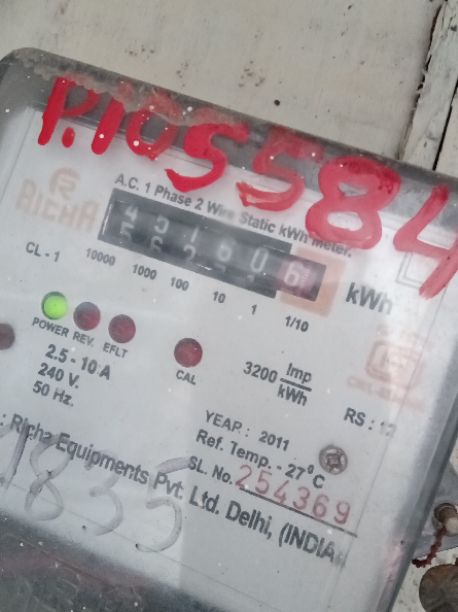 P.105584
A.C. 1 Phase 2 Wire Static kWh Meter.
RICHA
kWh
CL - 1
10000 1000 100 10 1 1/10
POWER REV. EFLT
CAL
3200 Imp/kWh
2.5 - 10 A
240 V.
50 Hz.
RS : 12
YEAR : 2011
Ref. Temp. - 27°C
SL. No. 254369
: Richa Equipments Pvt. Ltd. Delhi, (INDIA